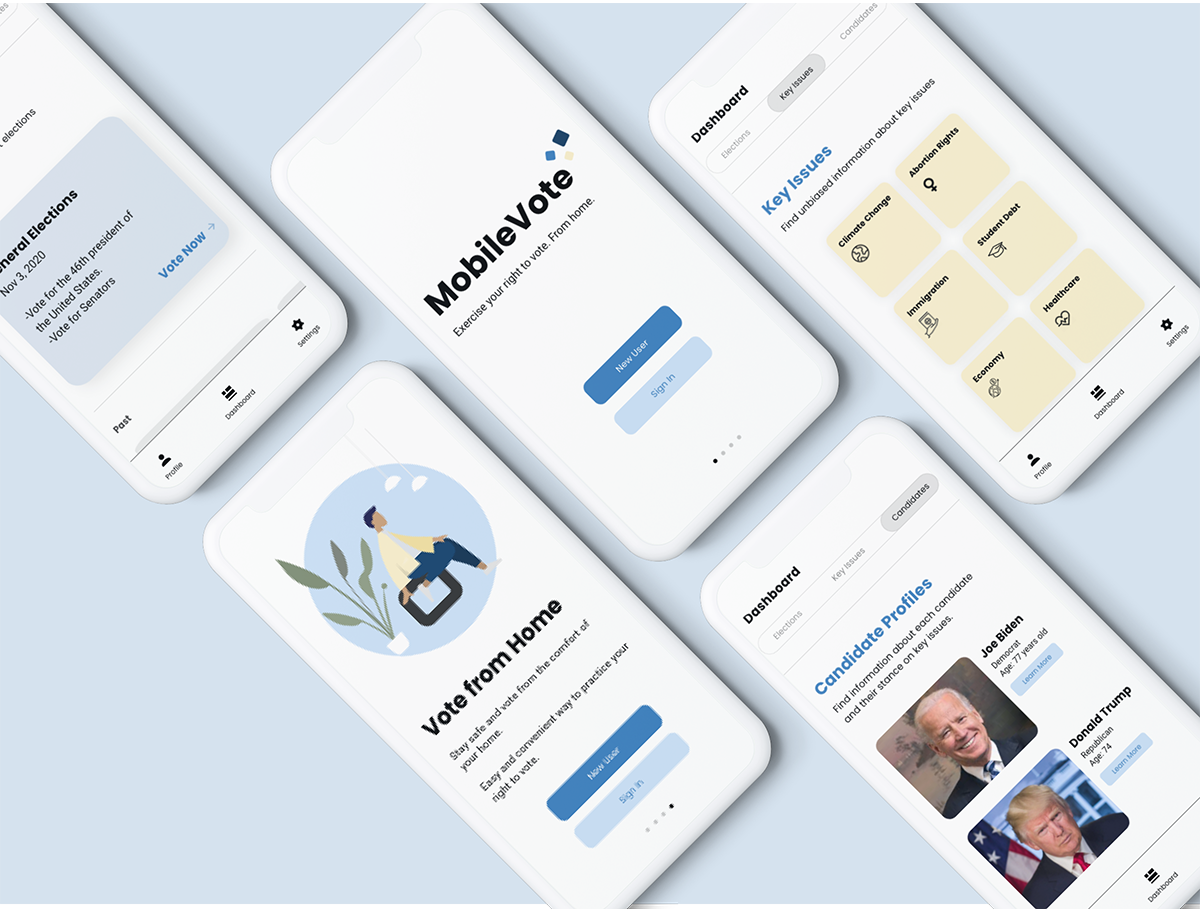 elections
neral Elections
Nov 3, 2020
-Vote for the 46th president of
the United States.
-Vote for Senators
Vote Now
Past
Profile
Dashboard
Settings
MobileVote
Exercise your right to vote. From home.
New User
Sign In
Dashboard
Elections
Key Issues
Candidates
Key Issues
Find unbiased information about key issues
Climate Change
Abortion Rights
Immigration
Student Debt
Economy
Healthcare
Profile
Dashboard
Settings
Vote from Home
Stay safe and vote from the comfort of
your home.
Easy and convenient way to practice your
right to vote.
New User
Sign In
Dashboard
Elections
Key Issues
Candidates
Candidate Profiles
Find information about each candidate
and their stance on key issues.
Joe Biden
Democrat
Age: 77 years old
Learn More
Donald Trump
Republican
Age: 74
Learn More
Dashboard